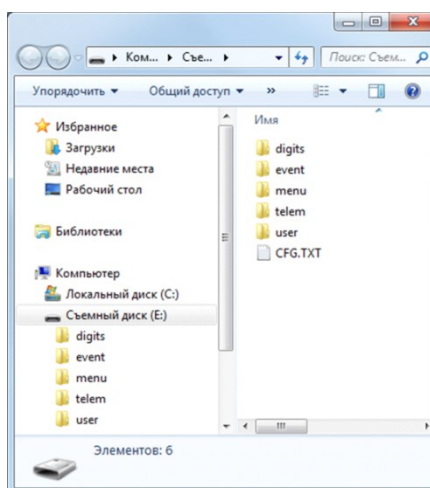 Ком... Съе... Поиск: Съем...
Упорядочить Общий доступ »
Избранное
Загрузки
Недавние места
Рабочий стол
Библиотеки
Компьютер
Локальный диск (C:)
Съемный диск (E:)
digits
event
menu
telem
user
Имя
digits
event
menu
telem
user
CFG.TXT
Элементов: 6